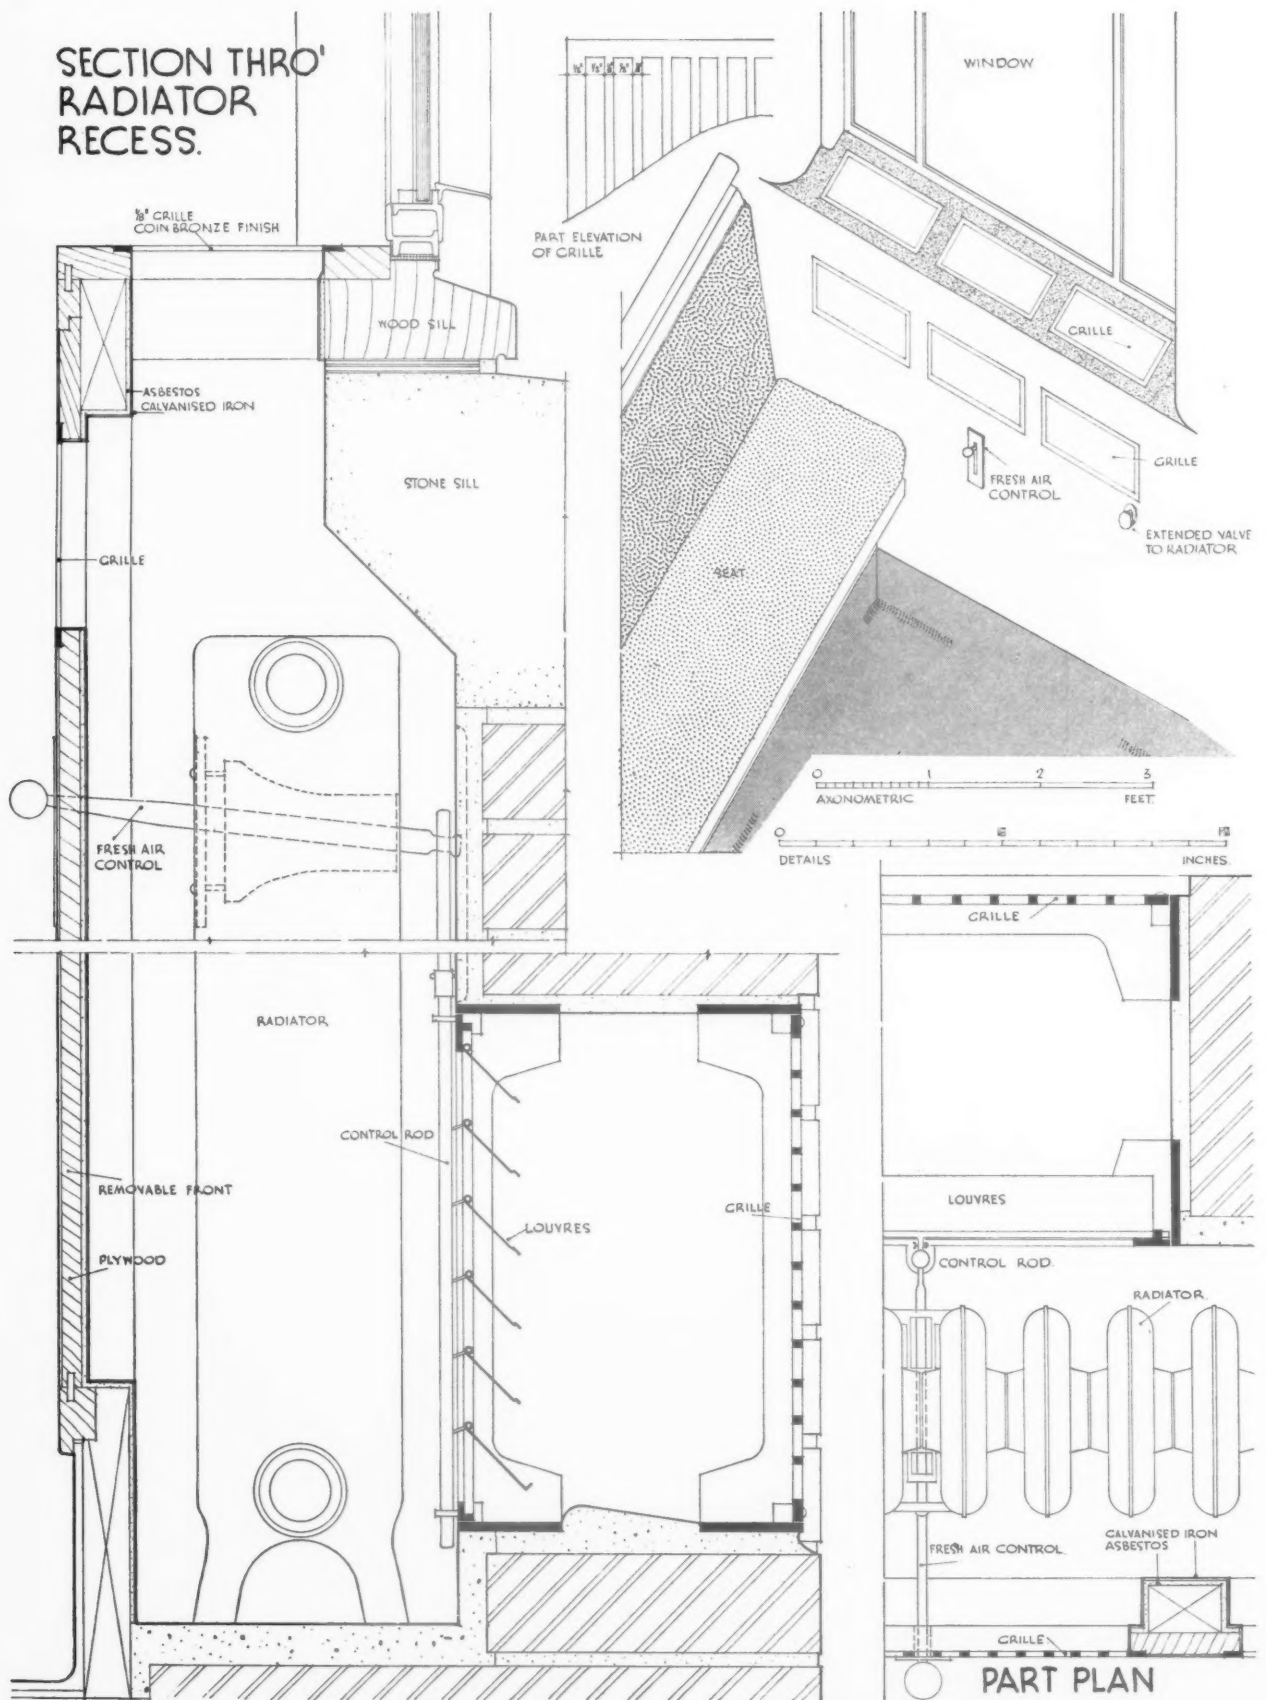 SECTION THRO'
RADIATOR
RECESS.
⅛" GRILLE
COIN BRONZE FINISH
WOOD SILL
ASBESTOS
GALVANISED IRON
STONE SILL
GRILLE
FRESH AIR
CONTROL
RADIATOR
CONTROL ROD
REMOVABLE FRONT
LOUVRES
GRILLE
PLYWOOD
PART ELEVATION
OF GRILLE
WINDOW
GRILLE
GRILLE
FRESH AIR
CONTROL
EXTENDED VALVE
TO RADIATOR
SEAT
0 1 2 3
AXONOMETRIC FEET.
0
DETAILS INCHES.
GRILLE
LOUVRES
CONTROL ROD.
RADIATOR.
GALVANISED IRON
ASBESTOS
FRESH AIR CONTROL.
GRILLE
PART PLAN